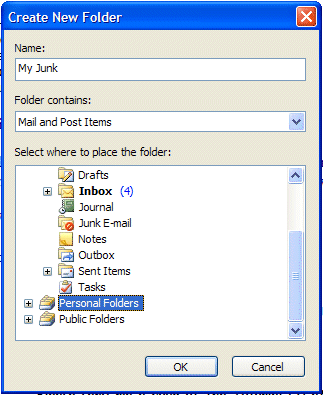 Create New Folder
Name:
My Junk
Folder contains:
Mail and Post Items
Select where to place the folder:
Drafts
Inbox (4)
Journal
Junk E-mail
Notes
Outbox
Sent Items
Tasks
Personal Folders
Public Folders
OK Cancel